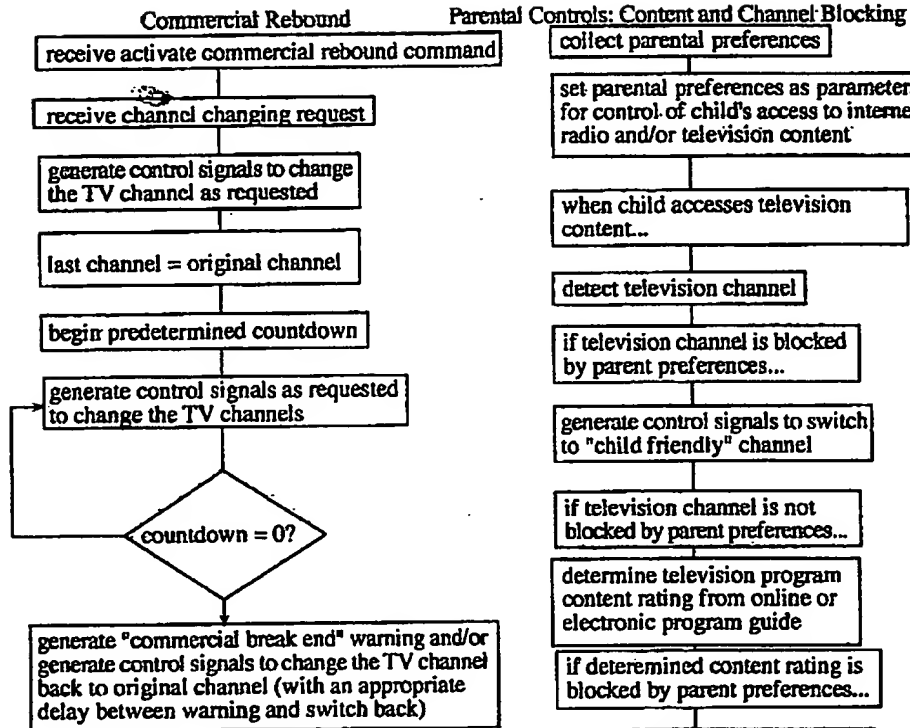 Commercial Rebound
receive activate commercial rebound command
receive channel changing request
generate control signals to change
the TV channel as requested
last channel = original channel
begin predetermined countdown
generate control signals as requested
to change the TV channels
countdown = 0?
generate "commercial break end" warning and/or
generate control signals to change the TV channel
back to original channel (with an appropriate
delay between warning and switch back)
Parental Controls: Content and Channel Blocking
collect parental preferences
set parental preferences as parameter
for control of child's access to interne
radio and/or television content
when child accesses television
content...
detect television channel
if television channel is blocked
by parent preferences...
generate control signals to switch
to "child friendly" channel
if television channel is not
blocked by parent preferences...
determine television program
content rating from online or
electronic program guide
if deteremined content rating is
blocked by parent preferences...